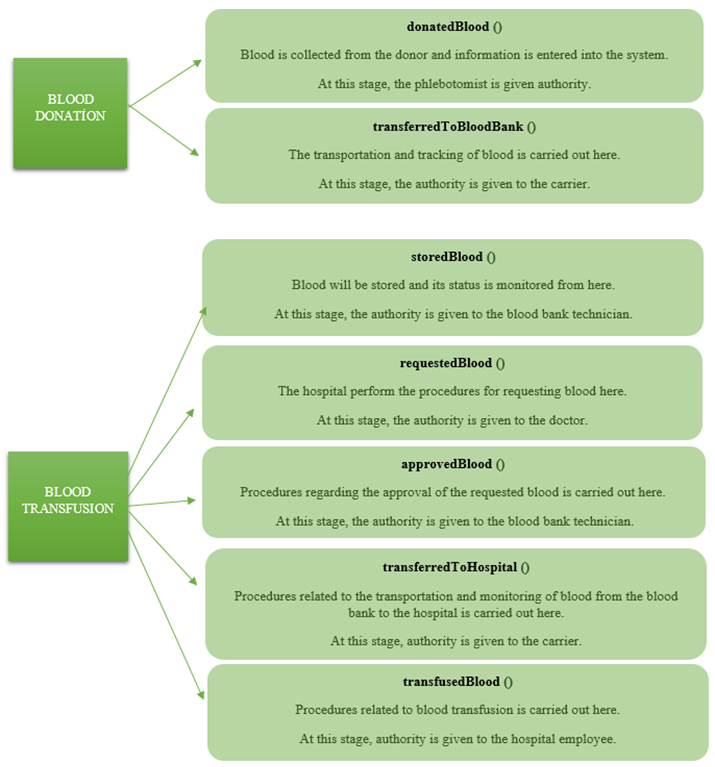 donatedBlood ()
Blood is collected from the donor and information is entered into the system.
At this stage, the phlebotomist is given authority.
BLOOD
DONATİON
transferredToBloodBank ()
The transportation and tracking of blood is carried out here.
At this stage, the authority is given to the carrier.
storedBlood ()
Blood will be stored and its status is monitored from here.
At this stage, the authority is given to the blood bank technician.
requestedBlood ()
The hospital perform the procedures for requesting blood here.
At this stage, the authority is given to the doctor.
BLOOD
TRANSFUSION
approvedBlood ()
Procedures regarding the approval of the requested blood is carried out here.
At this stage, the authority is given to the blood bank technician.
transferredToHospital ()
Procedures related to the transportation and monitoring of blood from the blood
bank to the hospital is carried out here.
At this stage, authority is given to the carrier.
transfusedBlood ()
Procedures related to blood transfusion is carried out here.
At this stage, authority is given to the hospital employee.